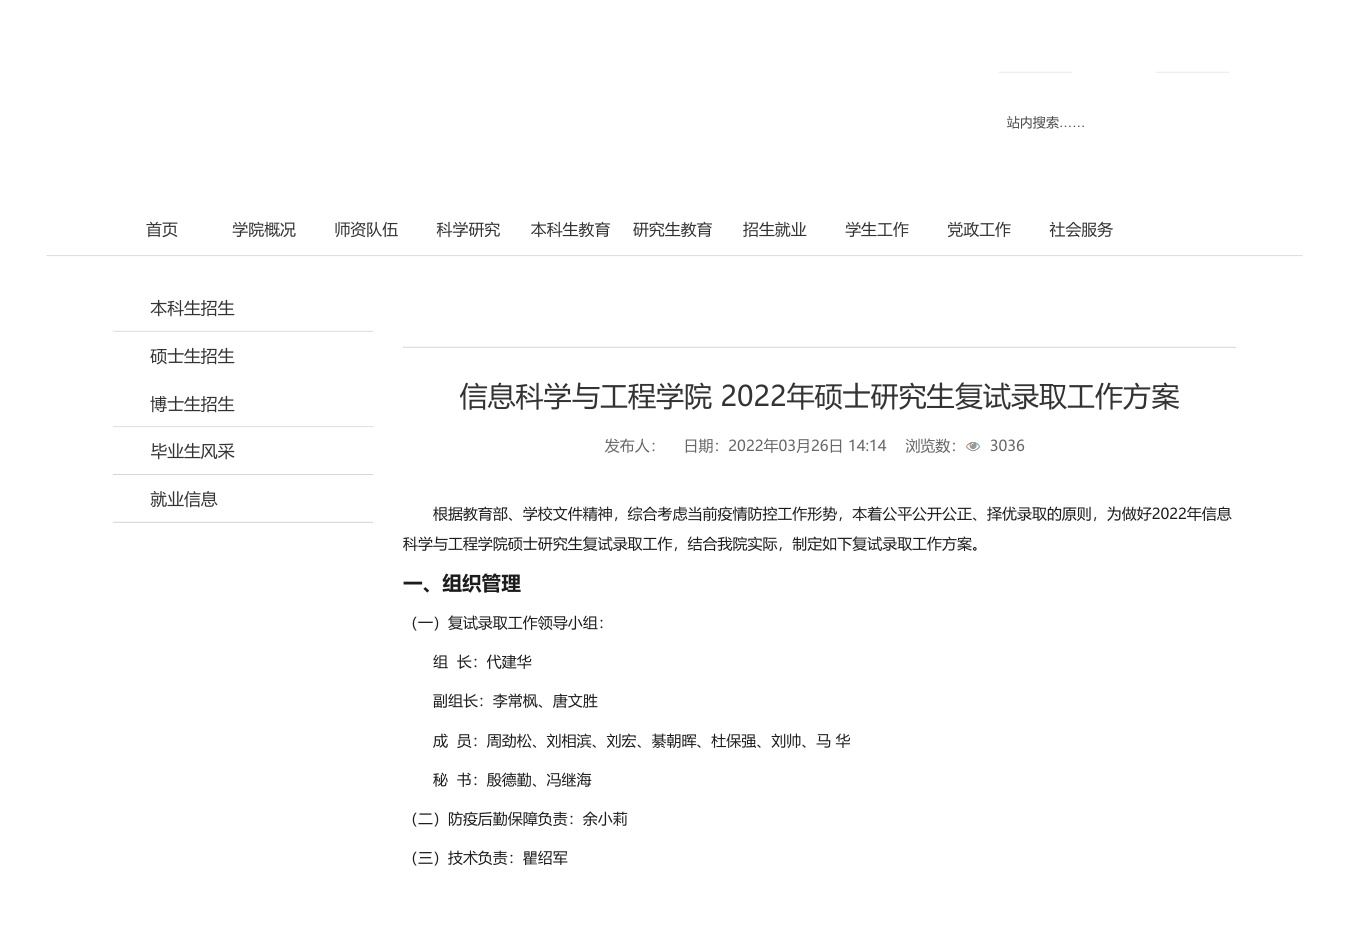 站内搜索……
首页 学院概况 师资队伍 科学研究 本科生教育 研究生教育 招生就业 学生工作 党政工作 社会服务
本科生招生
硕士生招生
博士生招生
毕业生风采
就业信息
信息科学与工程学院 2022年硕士研究生复试录取工作方案
发布人： 日期：2022年03月26日 14:14 浏览数： 3036
根据教育部、学校文件精神，综合考虑当前疫情防控工作形势，本着公平公开公正、择优录取的原则，为做好2022年信息
科学与工程学院硕士研究生复试录取工作，结合我院实际，制定如下复试录取工作方案。
一、组织管理
（一）复试录取工作领导小组：
组 长：代建华
副组长：李常枫、唐文胜
成 员：周劲松、刘相滨、刘宏、綦朝晖、杜保强、刘帅、马 华
秘 书：殷德勤、冯继海
（二）防疫后勤保障负责：余小莉
（三）技术负责：瞿绍军